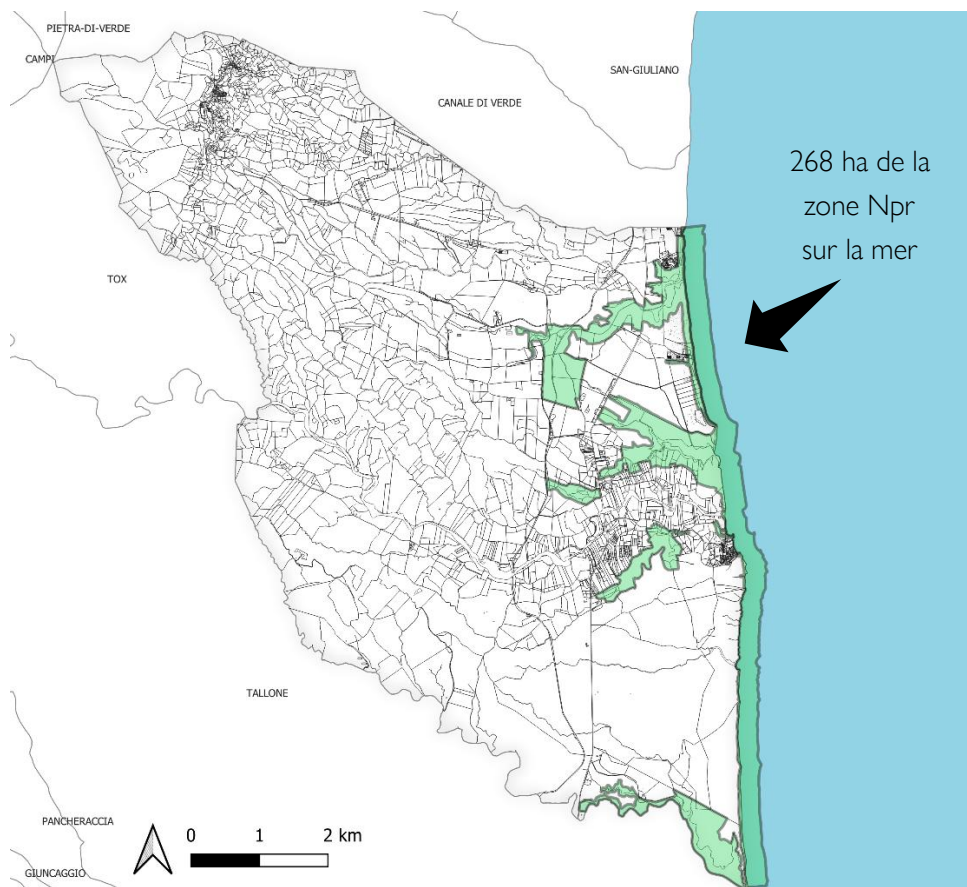 PIETRA-DI-VERDE
CAMPI
SAN-GIULIANO
CANALE DI VERDE
268 ha de la
zone Npr
sur la mer
TOX
TALLONE
PANCHERACCIA
GIUNCAGGIO
0 1 2 km